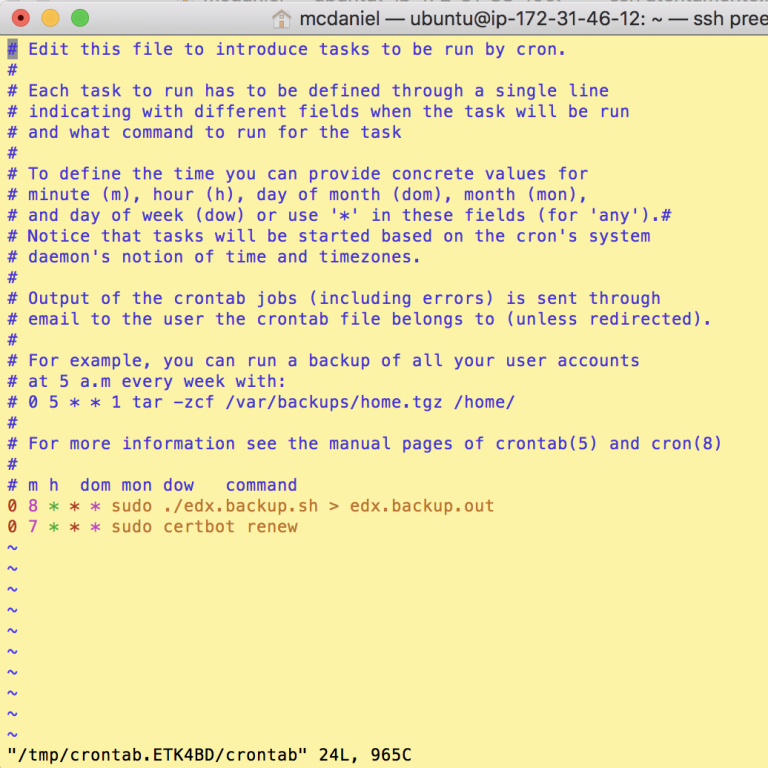 mcdaniel — ubuntu@ip-172-31-46-12: ~ — ssh pree
# Edit this file to introduce tasks to be run by cron.
#
# Each task to run has to be defined through a single line
# indicating with different fields when the task will be run
# and what command to run for the task
#
# To define the time you can provide concrete values for
# minute (m), hour (h), day of month (dom), month (mon),
# and day of week (dow) or use '*' in these fields (for 'any').#
# Notice that tasks will be started based on the cron's system
# daemon's notion of time and timezones.
#
# Output of the crontab jobs (including errors) is sent through
# email to the user the crontab file belongs to (unless redirected).
#
# For example, you can run a backup of all your user accounts
# at 5 a.m every week with:
# 0 5 * * 1 tar -zcf /var/backups/home.tgz /home/
#
# For more information see the manual pages of crontab(5) and cron(8)
#
# m h  dom mon dow   command
0 8 * * * sudo ./edx.backup.sh > edx.backup.out
0 7 * * * sudo certbot renew
~
~
~
~
~
~
~
~
~
~
"/tmp/crontab.ETK4BD/crontab" 24L, 965C